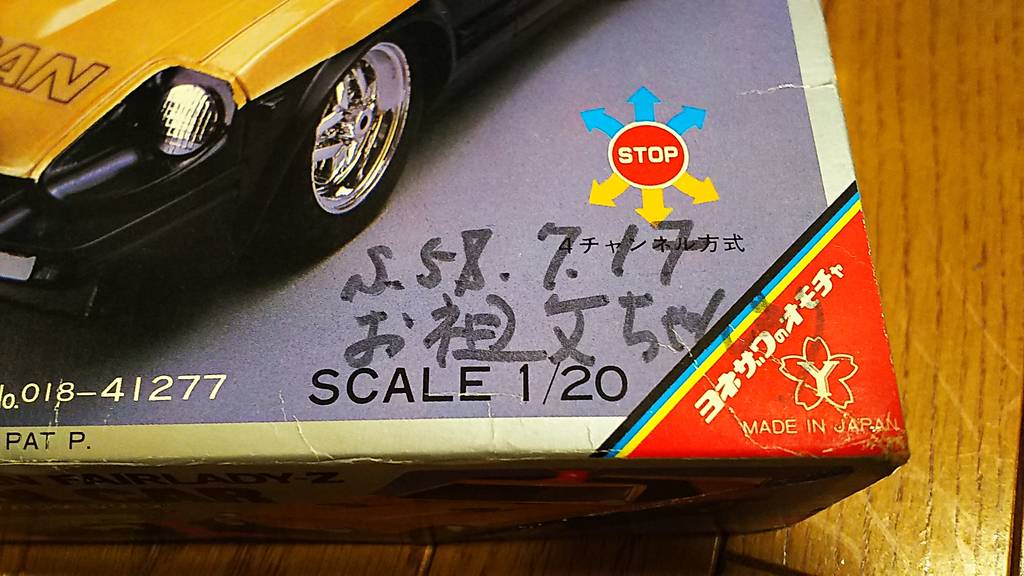 STOP
4チャンネル方式
S.58.7.17
お祖父ちゃん
SCALE 1/20
No.018-41277
ヨネザワのオモチャ
MADE IN JAPAN
PAT P.
FAIRLADY-Z
CAR